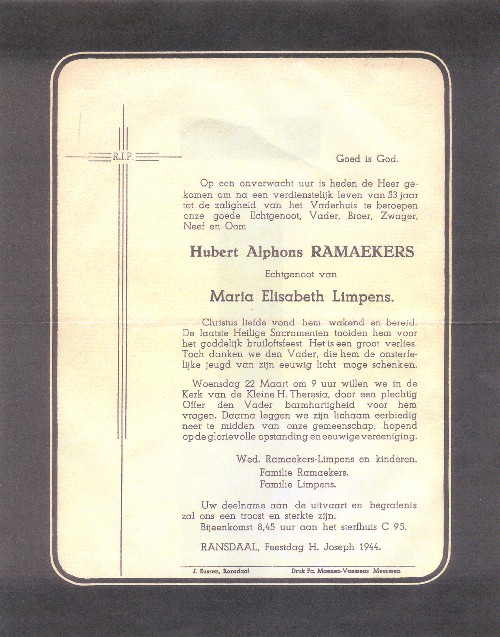 R.I.P.
Goed is God.
Op een onverwacht uur is heden de Heer ge-
komen om na een verdienstelijk leven van 53 jaar
tot de zaligheid van het Vaderhuis te beroepen
onze goede Echtgenoot, Vader, Broer, Zwager,
Neef en Oom
Hubert Alphons RAMAEKERS
Echtgenoot van
Maria Elisabeth Limpens.
Christus liefde vond hem wakend en bereid.
De laatste Heilige Sacramenten tooiden hem voor
het goddelijk bruiloftsfeest. Het is een groot verlies.
Toch danken we den Vader, die hem de onsterfe-
lijke jeugd van zijn eeuwig licht moge schenken.
Woensdag 22 Maart om 9 uur willen we in de
Kerk van de Kleine H. Theresia, door een plechtig
Offer den Vader barmhartigheid voor hem
vragen. Daarna leggen we zijn lichaam eerbiedig
neer te midden van onze gemeenschap, hopend
op de glorievolle opstanding en eeuwige vereeniging.
Wed. Ramaekers-Limpens en kinderen.
Familie Ramaekers.
Familie Limpens.
Uw deelname aan de uitvaart en begrafenis
zal ons een troost en sterkte zijn.
Bijeenkomst 8,45 uur aan het sterfhuis C 95.
RANSDAAL, Feestdag H. Joseph 1944.
J. Eussen, Ransdaal Druk Fa. Moenen-Vaessens Meerssen